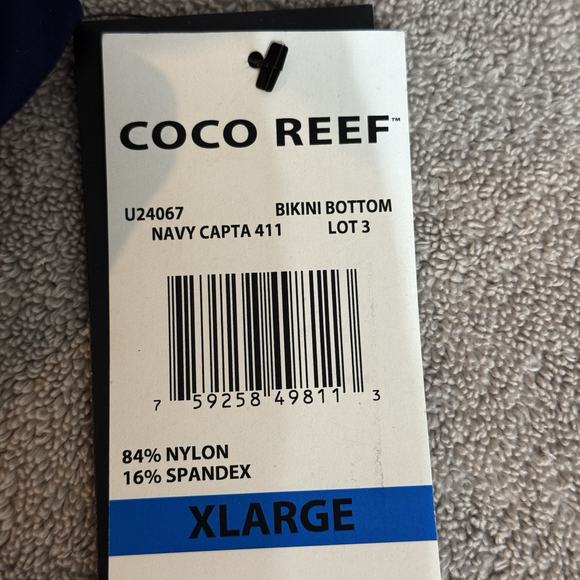 COCO REEF™
U24067 BIKINI BOTTOM
NAVY CAPTA 411 LOT 3
7 59258 49811 3
84% NYLON
16% SPANDEX
XLARGE